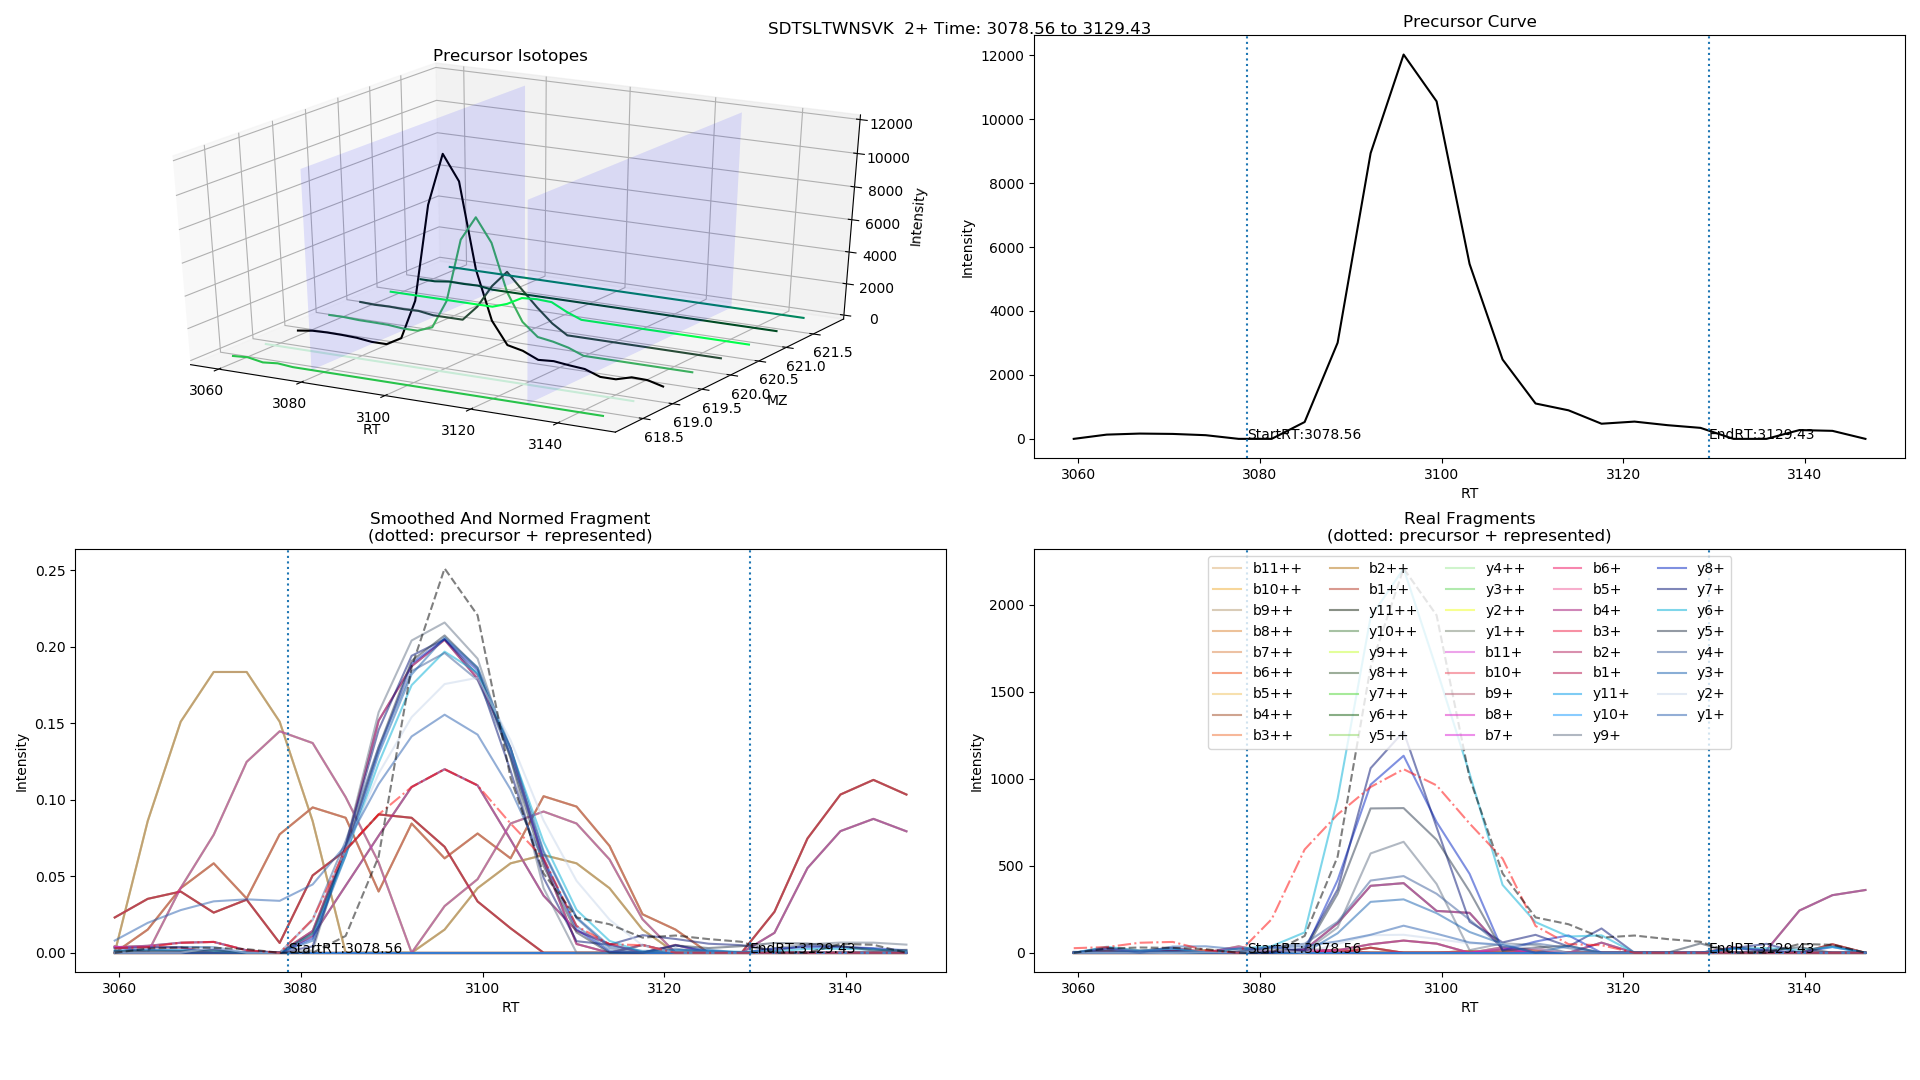 SDTSLTWNSVK  2+ Time: 3078.56 to 3129.43
Precursor Isotopes
12000
10000
8000
6000
4000
2000
0
Intensity
3060
3080
3100
3120
3140
RT
618.5
619.0
619.5
620.0
620.5
621.0
621.5
MZ
Precursor Curve
12000
10000
8000
6000
4000
2000
0
Intensity
StartRT:3078.56
EndRT:3129.43
3060
3080
3100
3120
3140
RT
Smoothed And Normed Fragment
(dotted: precursor + represented)
0.25
0.20
0.15
0.10
0.05
0.00
Intensity
StartRT:3078.56
EndRT:3129.43
3060
3080
3100
3120
3140
RT
Real Fragments
(dotted: precursor + represented)
2000
1500
1000
500
0
Intensity
b11++
b10++
b9++
b8++
b7++
b6++
b5++
b4++
b3++
b2++
b1++
y11++
y10++
y9++
y8++
y7++
y6++
y5++
y4++
y3++
y2++
y1++
b11+
b10+
b9+
b8+
b7+
b6+
b5+
b4+
b3+
b2+
b1+
y11+
y10+
y9+
y8+
y7+
y6+
y5+
y4+
y3+
y2+
y1+
StartRT:3078.56
EndRT:3129.43
3060
3080
3100
3120
3140
RT